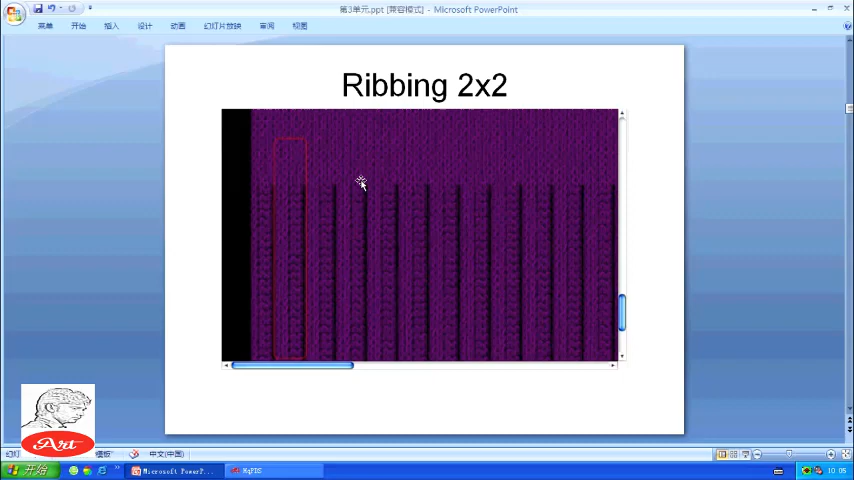 第3单元.ppt [兼容模式] - Microsoft PowerPoint
菜单 开始 插入 设计 动画 幻灯片放映 审阅 视图
Ribbing 2x2
Art
幻灯
模板"
中文(中国)
开始
Microsoft PowerP...
10:05